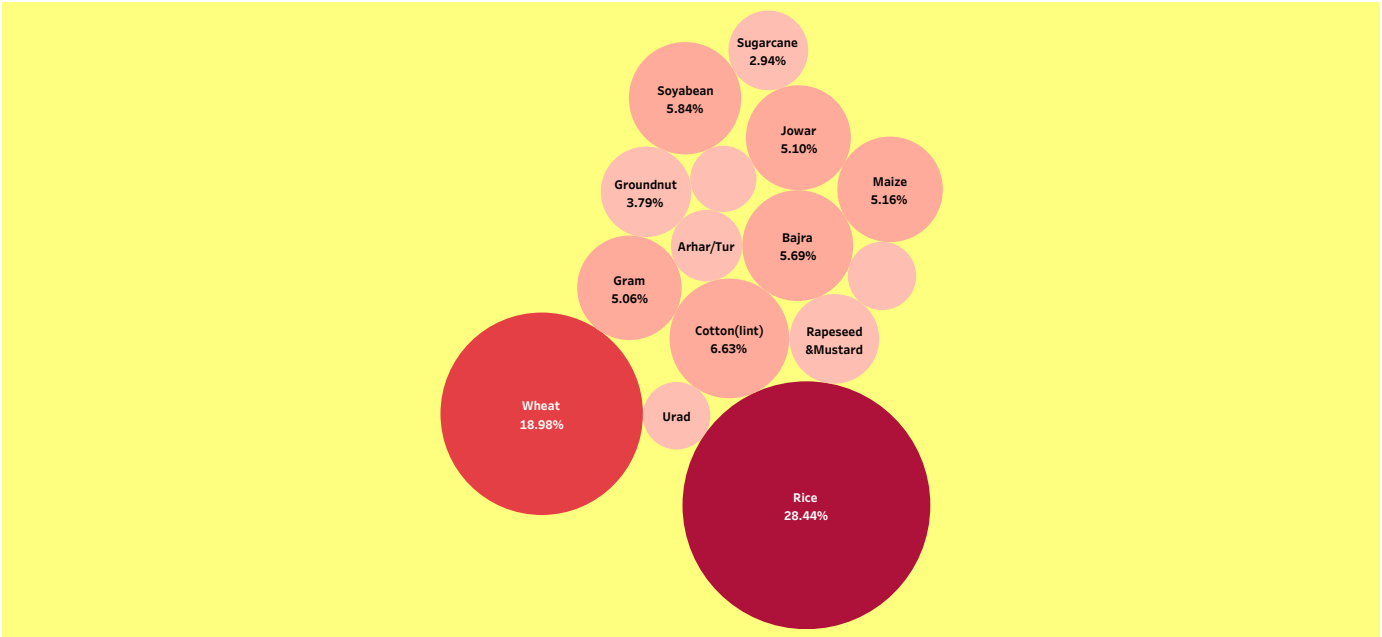 Sugarcane
2.94%
Soyabean
5.84%
Jowar
5.10%
Maize
5.16%
Groundnut
3.79%
Arhar/Tur
Bajra
5.69%
Gram
5.06%
Cotton(lint)
6.63%
Rapeseed
&Mustard
Wheat
18.98%
Urad
Rice
28.44%